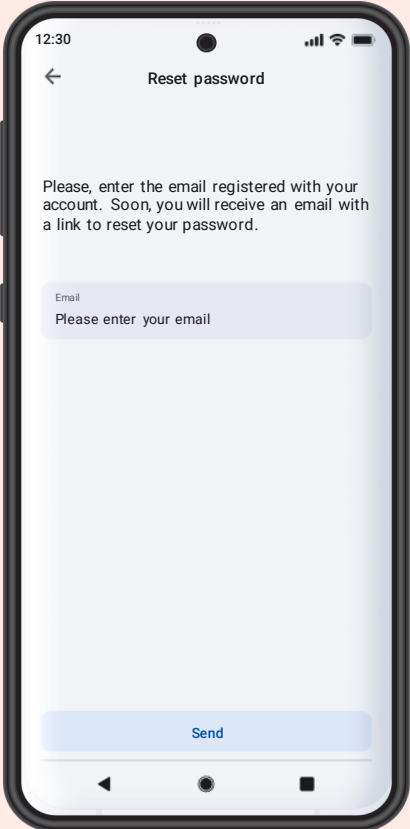 12:30
Reset password
Please, enter the email registered with your
account. Soon, you will receive an email with
a link to reset your password.
Email
Please enter your email
Send